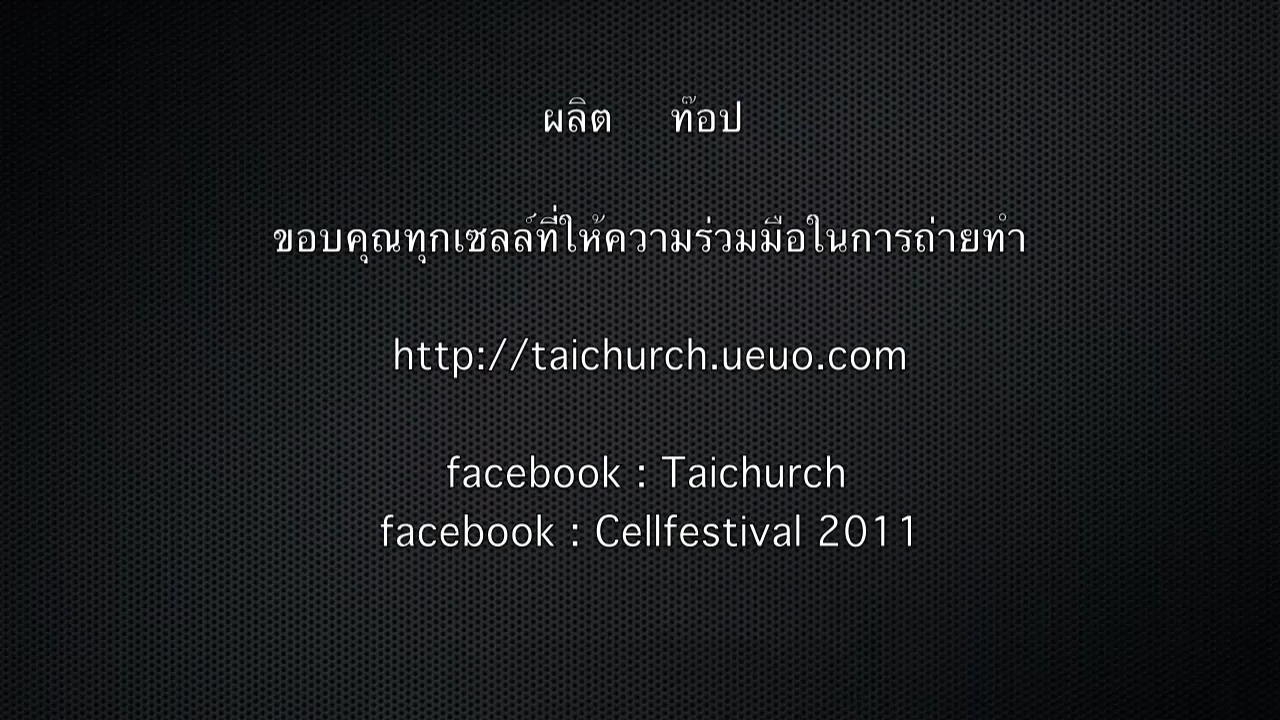 ผลิต ท๊อป
ขอบคุณทุกเซลล์ที่ให้ความร่วมมือในการถ่ายทำ
http://taichurch.ueuo.com
facebook : Taichurch
facebook : Cellfestival 2011